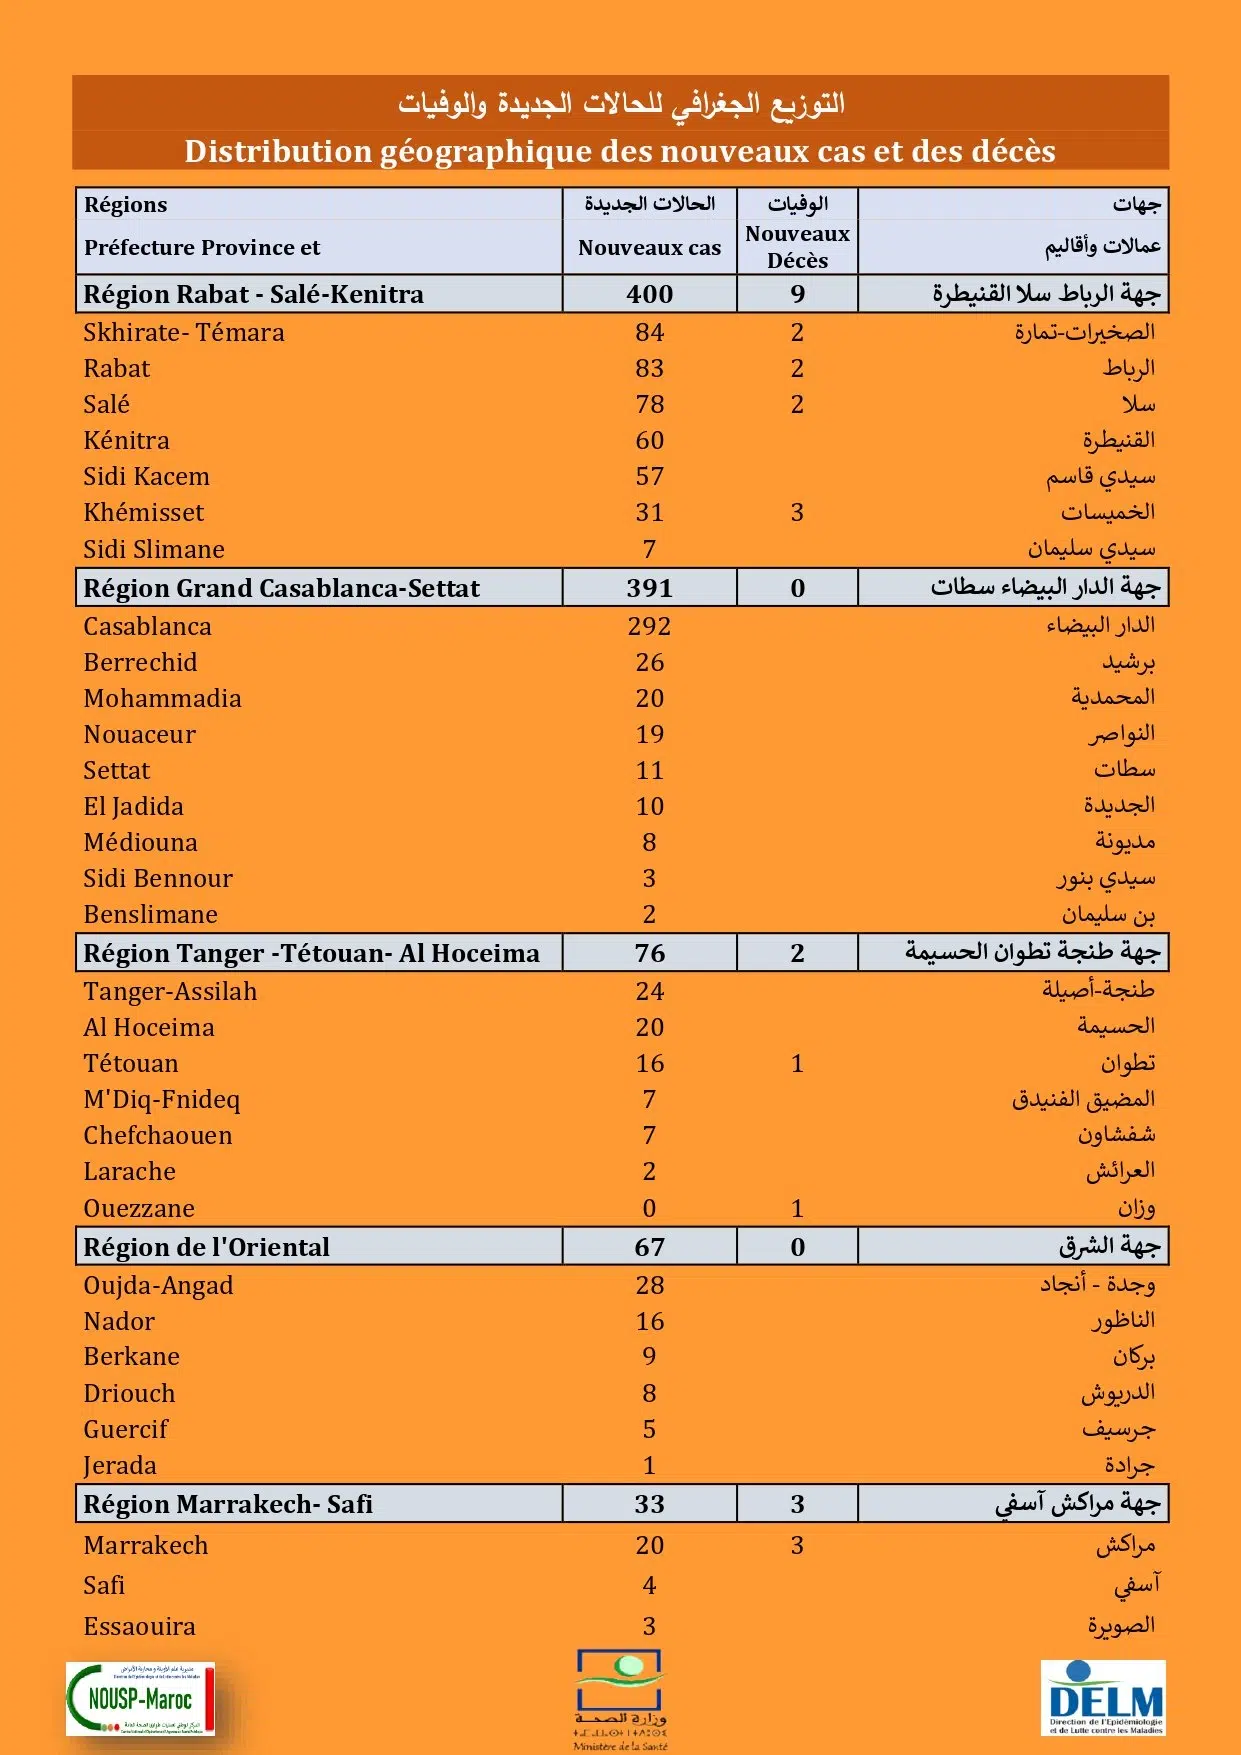 التوزيع الجغرافي للحالات الجديدة والوفيات
Distribution géographique des nouveaux cas et des décès
Régions الحالات الجديدة الوفيات جهات
Préfecture Province et Nouveaux cas Nouveaux Décès عمالات وأقاليم
Région Rabat - Salé-Kenitra 400 9 جهة الرباط سلا القنيطرة
Skhirate- Témara 84 2 الصخيرات-تمارة
Rabat 83 2 الرباط
Salé 78 2 سلا
Kénitra 60 القنيطرة
Sidi Kacem 57 سيدي قاسم
Khémisset 31 3 الخميسات
Sidi Slimane 7 سيدي سليمان
Région Grand Casablanca-Settat 391 0 جهة الدار البيضاء سطات
Casablanca 292 الدار البيضاء
Berrechid 26 برشيد
Mohammadia 20 المحمدية
Nouaceur 19 النواصر
Settat 11 سطات
El Jadida 10 الجديدة
Médiouna 8 مديونة
Sidi Bennour 3 سيدي بنور
Benslimane 2 بن سليمان
Région Tanger -Tétouan- Al Hoceima 76 2 جهة طنجة تطوان الحسيمة
Tanger-Assilah 24 طنجة-أصيلة
Al Hoceima 20 الحسيمة
Tétouan 16 1 تطوان
M'Diq-Fnideq 7 المضيق الفنيدق
Chefchaouen 7 شفشاون
Larache 2 العرائش
Ouezzane 0 1 وزان
Région de l'Oriental 67 0 جهة الشرق
Oujda-Angad 28 وجدة - أنجاد
Nador 16 الناظور
Berkane 9 بركان
Driouch 8 الدريوش
Guercif 5 جرسيف
Jerada 1 جرادة
Région Marrakech- Safi 33 3 جهة مراكش آسفي
Marrakech 20 3 مراكش
Safi 4 آسفي
Essaouira 3 الصويرة
NOUSP-Maroc
وزارة الصحة
Ministère de la Santé
DELM
Direction de l'Epidémiologie
et de Lutte contre les Maladies